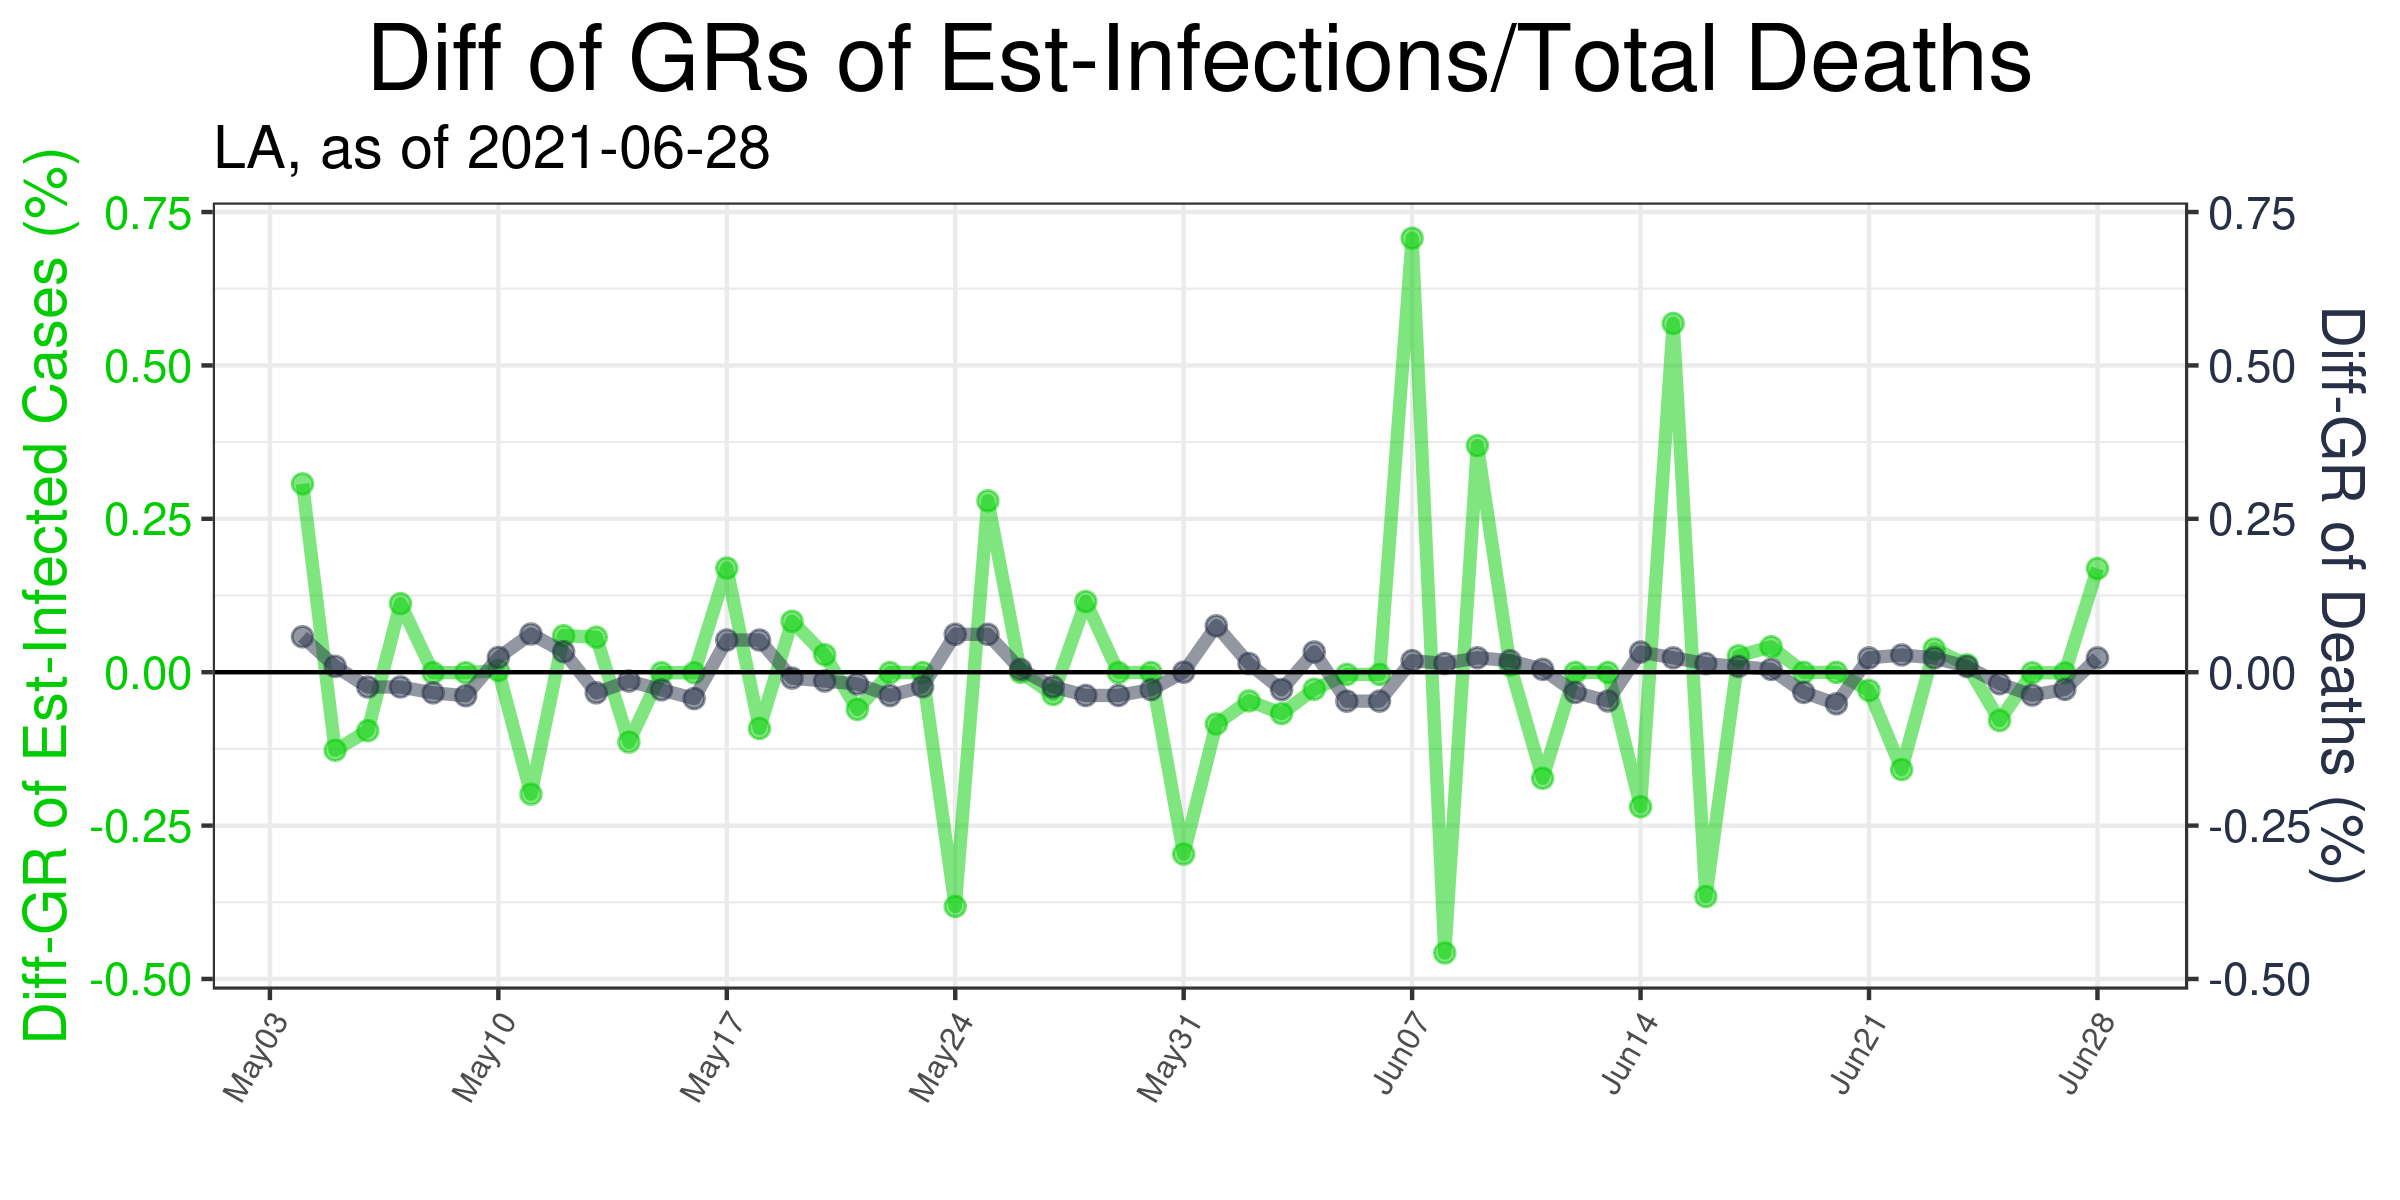 Diff of GRs of Est-Infections/Total Deaths
LA, as of 2021-06-28
Diff-GR of Est-Infected Cases (%)
0.75
0.50
0.25
0.00
-0.25
-0.50
0.75
0.50
0.25
0.00
-0.25
-0.50
Diff-GR of Deaths (%)
May03
May10
May17
May24
May31
Jun07
Jun14
Jun21
Jun28